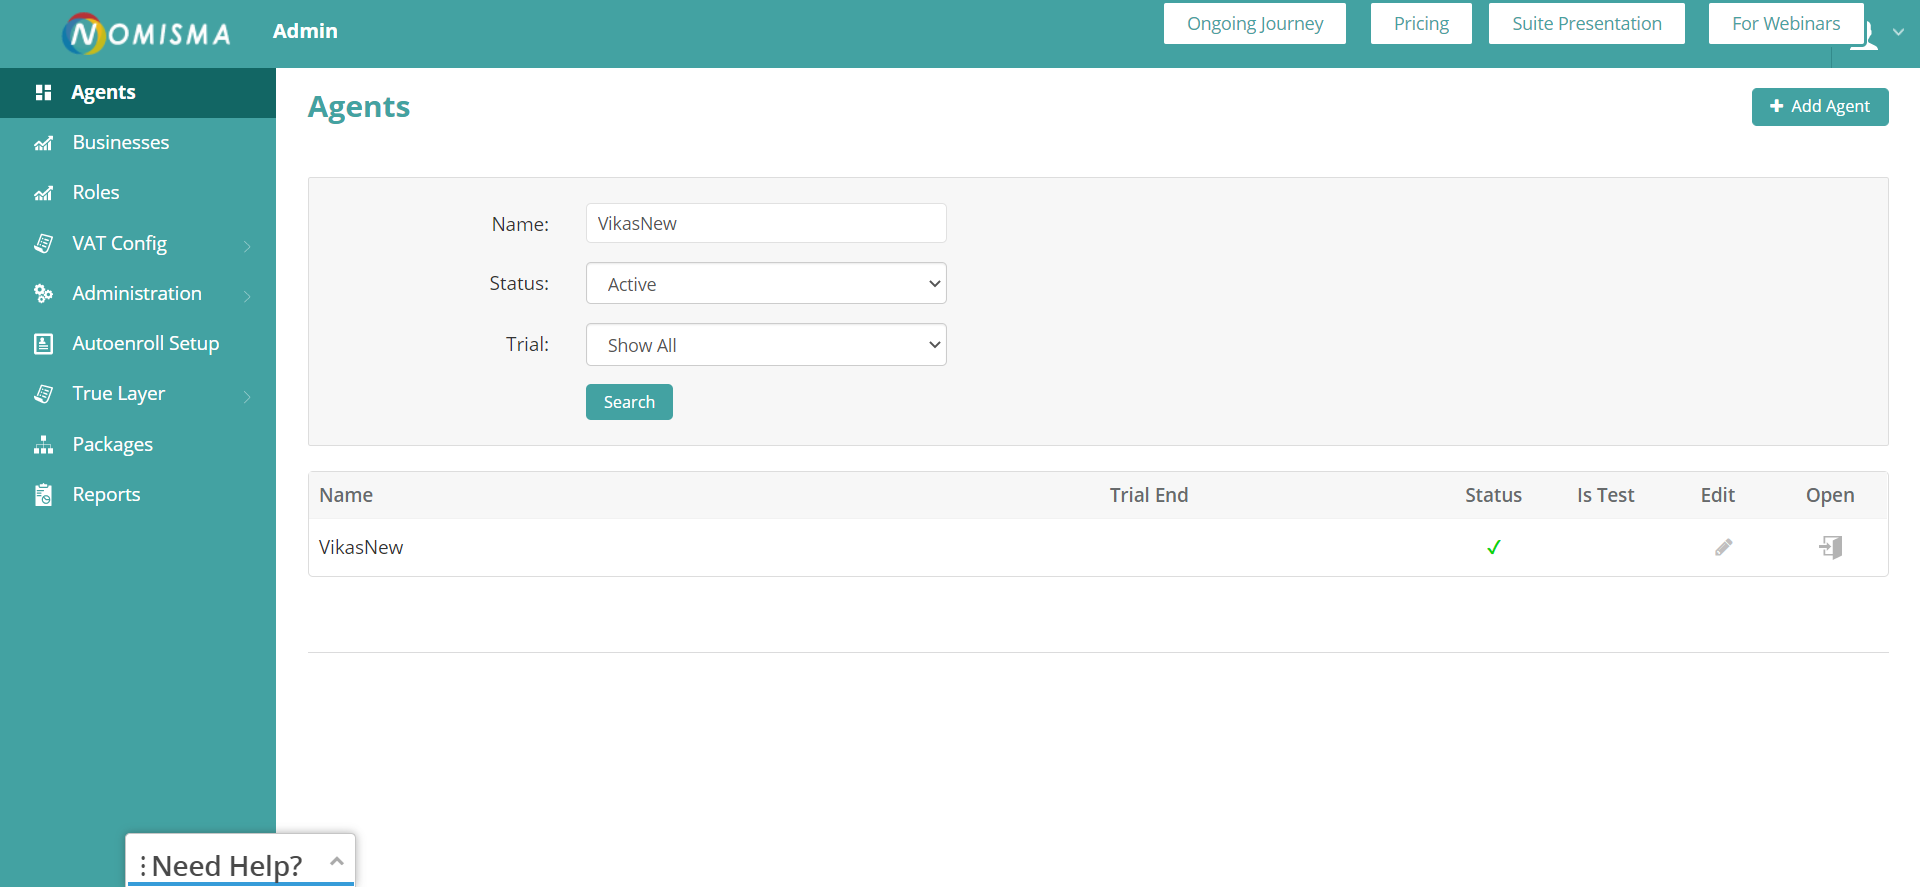 NOMISMA Admin Ongoing Journey Pricing Suite Presentation For Webinars
Agents
Businesses
Roles
VAT Config
Administration
Autoenroll Setup
True Layer
Packages
Reports
Agents
Add Agent
Name: VikasNew
Status: Active
Trial: Show All
Search
Name Trial End Status Is Test Edit Open
VikasNew
Need Help?